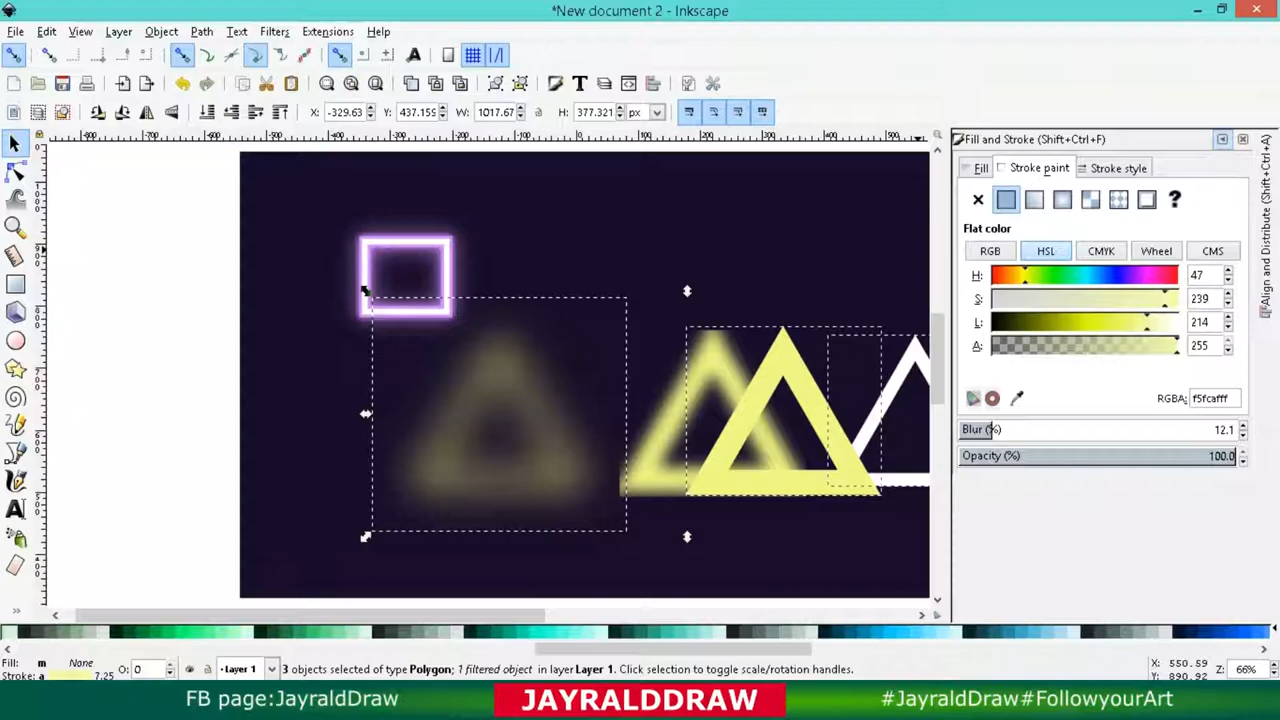 *New document 2 - Inkscape
File Edit View Layer Object Path Text Filters Extensions Help
X: -329.63 Y: 437.159 W: 1017.67 H: 377.321 px
Fill and Stroke (Shift+Ctrl+F)
Align and Distribute (Shift+Ctrl+A)
Fill Stroke paint Stroke style
Flat color
RGB HSL CMYK Wheel CMS
H: 47
S: 239
L: 214
A: 255
RGBA: f5fcafff
Blur (%) 12.1
Opacity (%) 100.0
Fill: m None O: 0 Layer 1 3 objects selected of type Polygon; 1 filtered object in layer Layer 1. Click selection to toggle scale/rotation handles. X: 550.59 Z: 66%
Stroke: a 7.25 Y: 890.92
FB page:JayraldDraw JAYRALDDRAW #JayraldDraw#FollowyourArt